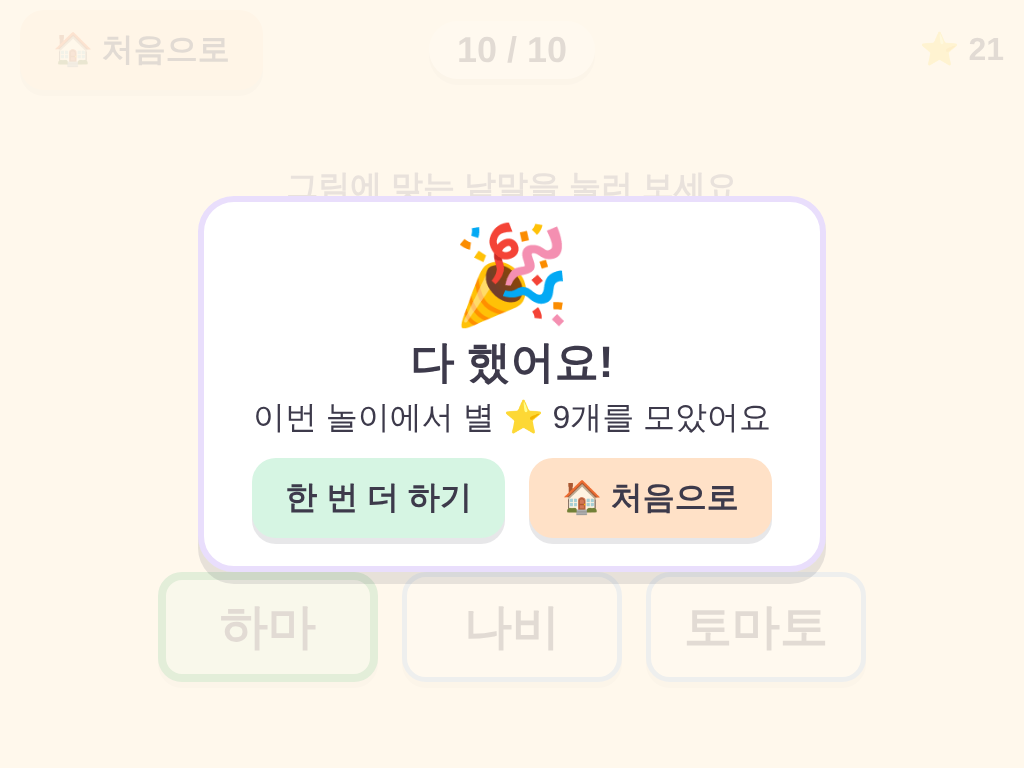 🏠 처음으로
10 / 10
⭐ 21
그림에 맞는 낱말을 눌러 보세요
다 했어요!
이번 놀이에서 별 ⭐ 9개를 모았어요
한 번 더 하기
🏠 처음으로
하마
나비
토마토